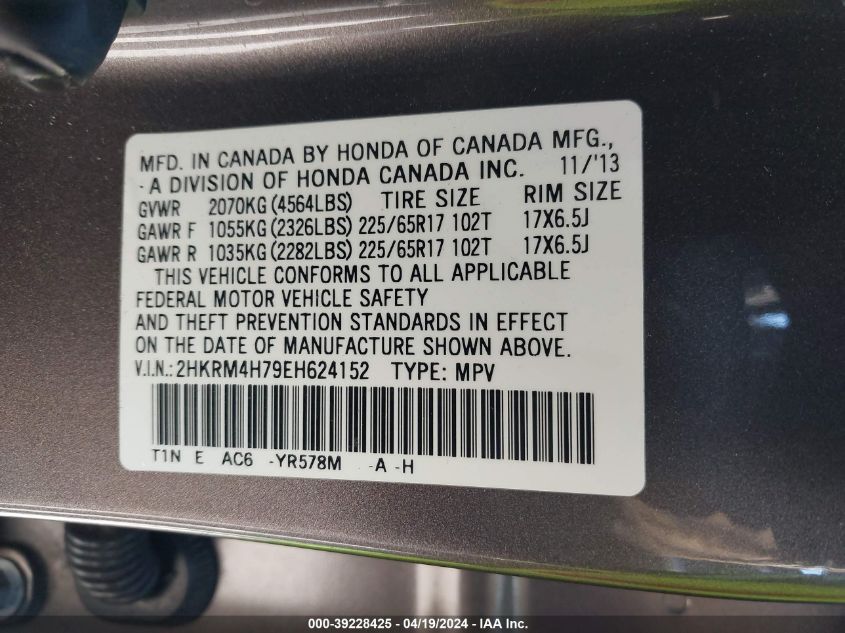 MFD. IN CANADA BY HONDA OF CANADA MFG.,
- A DIVISION OF HONDA CANADA INC. 11/'13
GVWR 2070KG (4564LBS) TIRE SIZE RIM SIZE
GAWR F 1055KG (2326LBS) 225/65R17 102T 17X6.5J
GAWR R 1035KG (2282LBS) 225/65R17 102T 17X6.5J
THIS VEHICLE CONFORMS TO ALL APPLICABLE
FEDERAL MOTOR VEHICLE SAFETY
AND THEFT PREVENTION STANDARDS IN EFFECT
ON THE DATE OF MANUFACTURE SHOWN ABOVE.
V.I.N.: 2HKRM4H79EH624152 TYPE: MPV
T1N E AC6 -YR578M -A -H
000-39228425 - 04/19/2024 - IAA Inc.